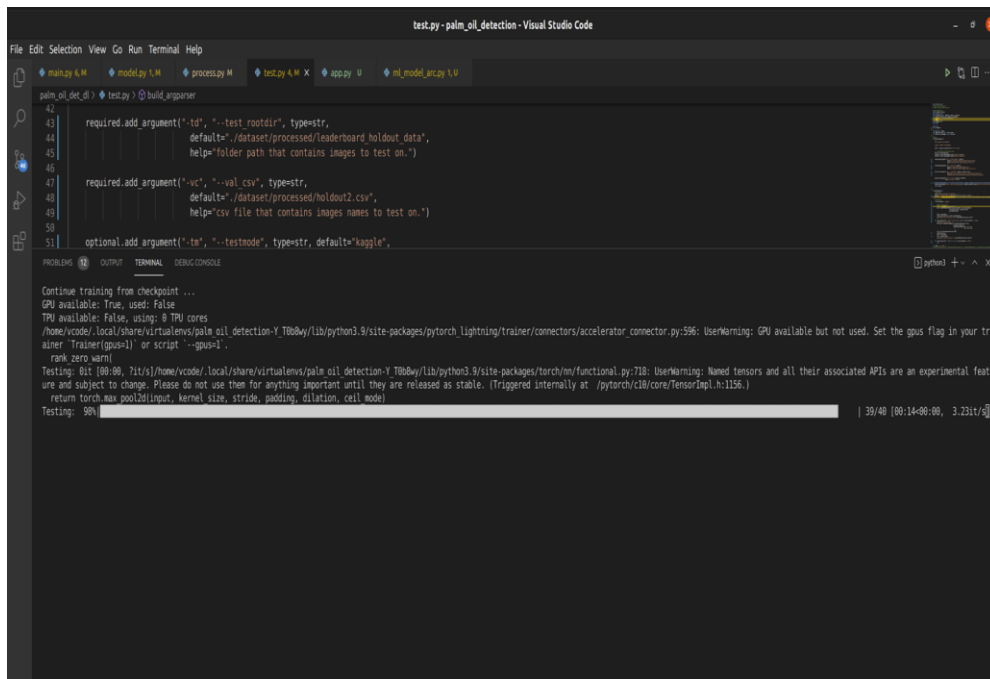 test.py - palm_oil_detection - Visual Studio Code
File Edit Selection View Go Run Terminal Help
main.py 6, M model.py 1, M process.py M test.py 4, M X app.py U ml_model_arc.py 1, U
palm_oil_det_dl > test.py > build_argparser
42
43 required.add_argument("-td", "--test_rootdir", type=str,
44 default="./dataset/processed/leaderboard_holdout_data",
45 help="folder path that contains images to test on.")
46
47 required.add_argument("-vc", "--val_csv", type=str,
48 default="./dataset/processed/holdout2.csv",
49 help="csv file that contains images names to test on.")
50
51 optional.add_argument("-tm", "--testmode", type=str, default="kaggle",
PROBLEMS 12 OUTPUT TERMINAL DEBUG CONSOLE python3
Continue training from checkpoint ...
GPU available: True, used: False
TPU available: False, using: 0 TPU cores
/home/vcode/.local/share/virtualenvs/palm_oil_detection-Y_T0b8wy/lib/python3.9/site-packages/pytorch_lightning/trainer/connectors/accelerator_connector.py:596: UserWarning: GPU available but not used. Set the gpus flag in your tr
ainer `Trainer(gpus=1)` or script `--gpus=1`.
rank_zero_warn(
Testing: 0it [00:00, ?it/s]/home/vcode/.local/share/virtualenvs/palm_oil_detection-Y_T0b8wy/lib/python3.9/site-packages/torch/nn/functional.py:718: UserWarning: Named tensors and all their associated APIs are an experimental feat
ure and subject to change. Please do not use them for anything important until they are released as stable. (Triggered internally at /pytorch/c10/core/TensorImpl.h:1156.)
return torch.max_pool2d(input, kernel_size, stride, padding, dilation, ceil_mode)
Testing: 98%| | 39/40 [00:14<00:00, 3.23it/s]